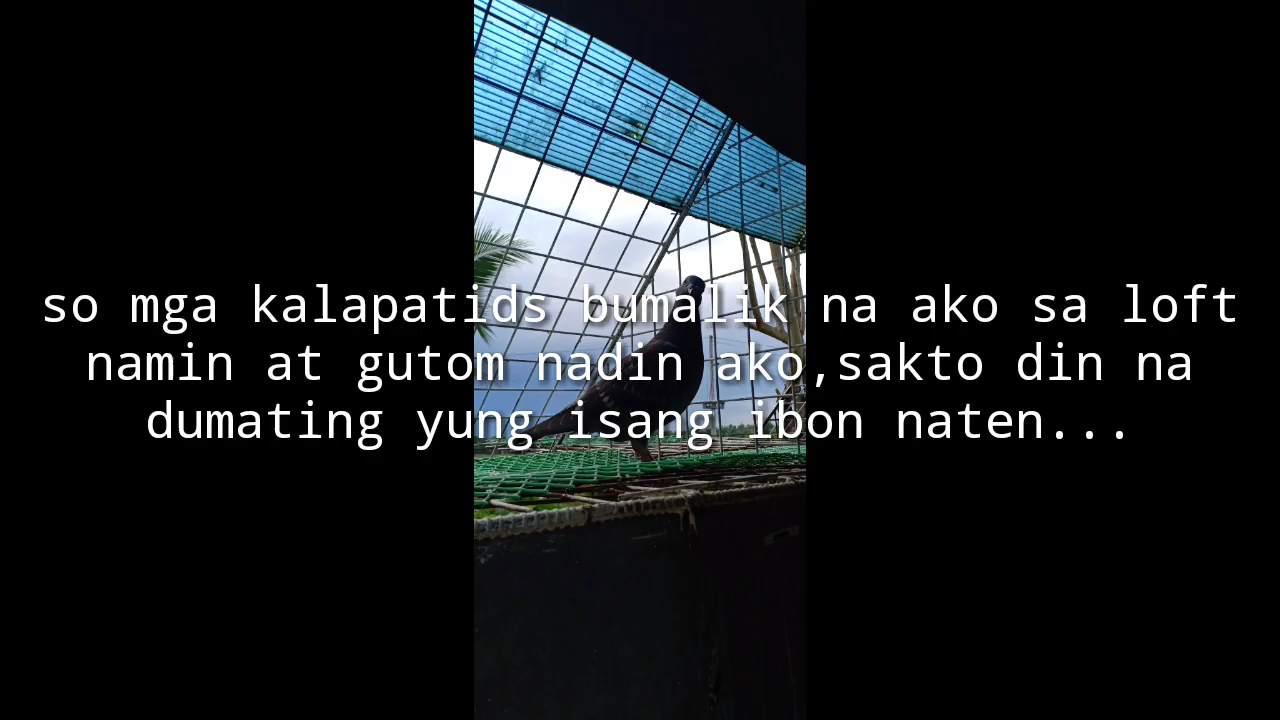 so mga kalapatids bumalik na ako sa loft
namin at gutom nadin ako,sakto din na
dumating yung isang ibon naten...